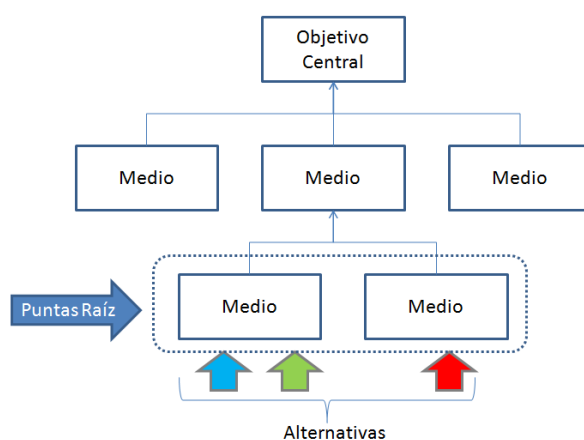 Objetivo
Central
Medio
Medio
Medio
Puntas Raíz
Medio
Medio
Alternativas